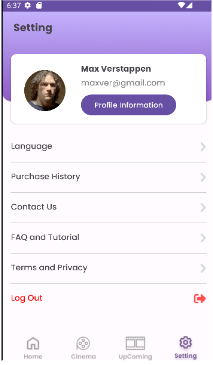 6:37
Setting
Max Verstappen
maxver@gmail.com
Profile Information
Language
Purchase History
Contact Us
FAQ and Tutorial
Terms and Privacy
Log Out
Home
Cinema
UpComing
Setting